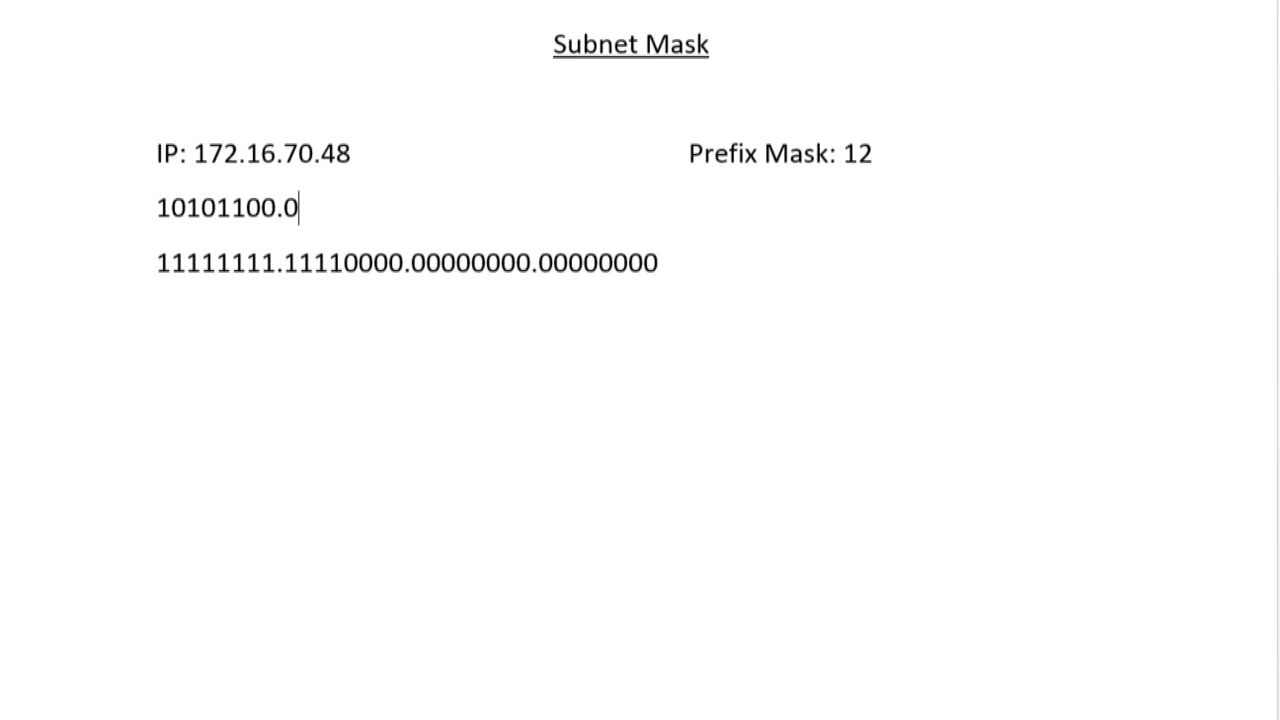 Subnet Mask
IP: 172.16.70.48 Prefix Mask: 12
10101100.0
11111111.11110000.00000000.00000000